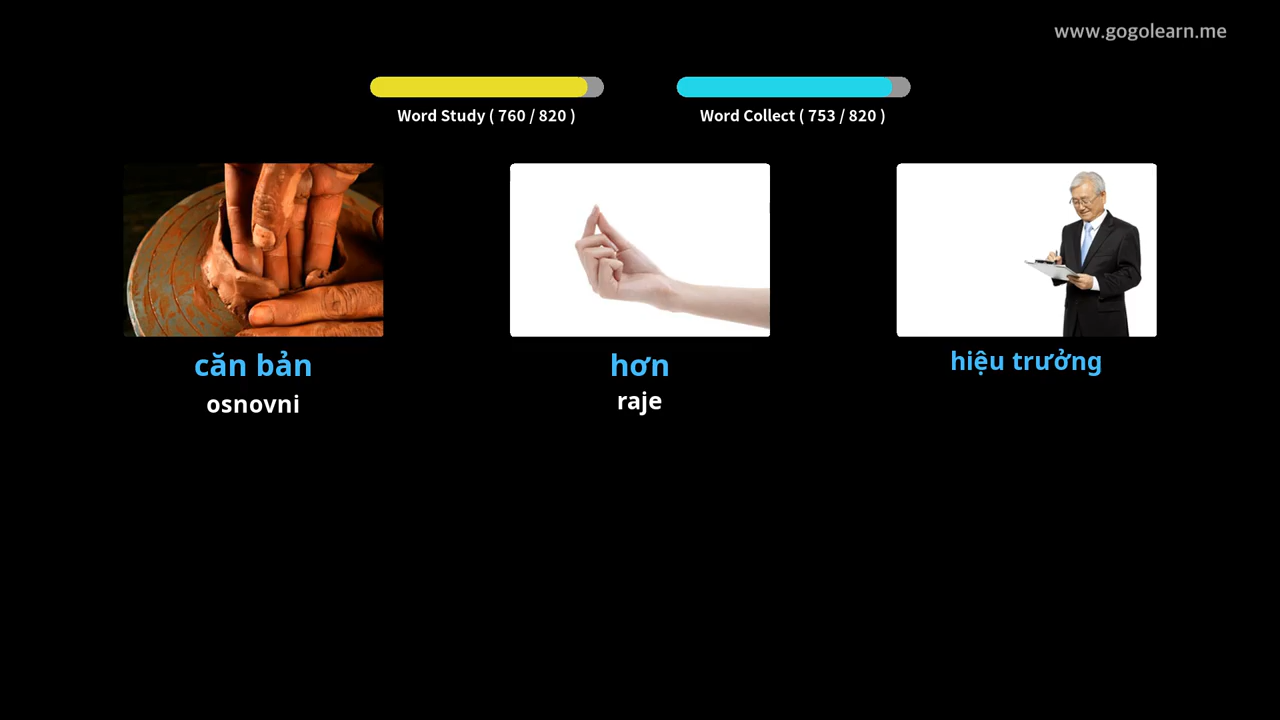 www.gogolearn.me
Word Study ( 760 / 820 )
Word Collect ( 753 / 820 )
căn bản
osnovni
hơn
raje
hiệu trưởng